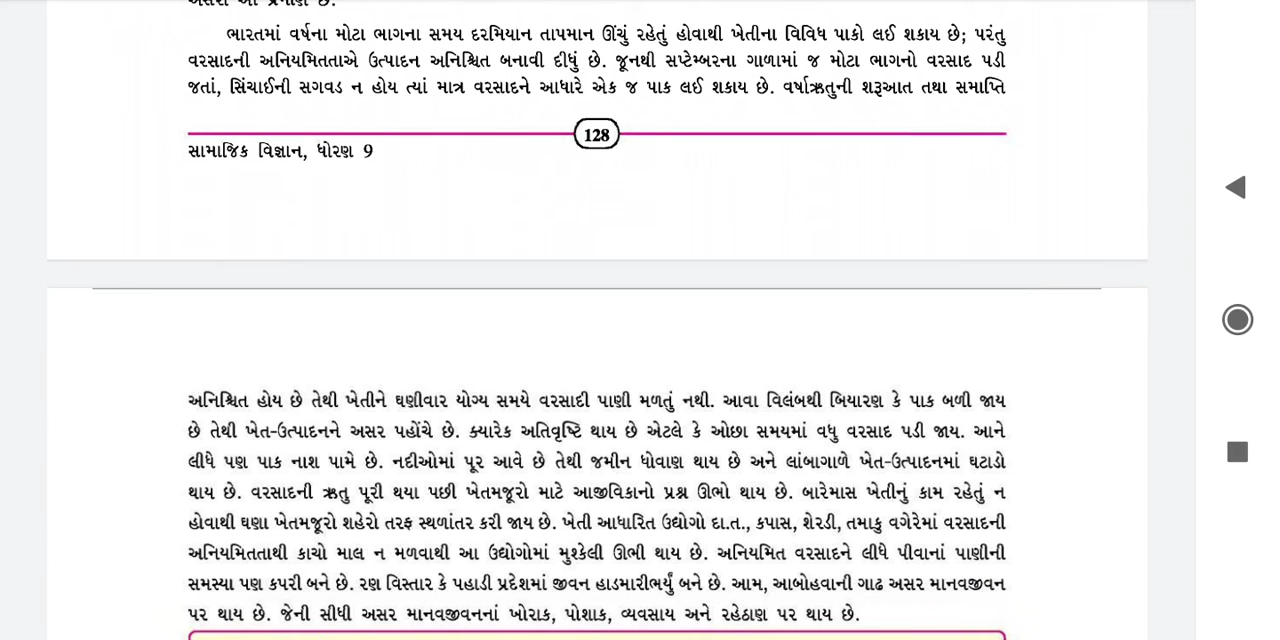 ભારતમાં વર્ષના મોટા ભાગના સમય દરમિયાન તાપમાન ઊંચું રહેતું હોવાથી ખેતીના વિવિધ પાકો લઈ શકાય છે; પરંતુ
વરસાદની અનિયમિતતાએ ઉત્પાદન અનિશ્ચિત બનાવી દીધું છે. જૂનથી સપ્ટેમ્બરના ગાળામાં જ મોટા ભાગનો વરસાદ પડી
જતાં, સિંચાઈની સગવડ ન હોય ત્યાં માત્ર વરસાદને આધારે એક જ પાક લઈ શકાય છે. વર્ષાઋતુની શરૂઆત તથા સમાપ્તિ
128
સામાજિક વિજ્ઞાન, ધોરણ 9
અનિશ્ચિત હોય છે તેથી ખેતીને ઘણીવાર યોગ્ય સમયે વરસાદી પાણી મળતું નથી. આવા વિલંબથી બિયારણ કે પાક બળી જાય
છે તેથી ખેત-ઉત્પાદનને અસર પહોંચે છે. ક્યારેક અતિવૃષ્ટિ થાય છે એટલે કે ઓછા સમયમાં વધુ વરસાદ પડી જાય. આને
લીધે પણ પાક નાશ પામે છે. નદીઓમાં પૂર આવે છે તેથી જમીન ધોવાણ થાય છે અને લાંબાગાળે ખેત-ઉત્પાદનમાં ઘટાડો
થાય છે. વરસાદની ઋતુ પૂરી થયા પછી ખેતમજૂરો માટે આજીવિકાનો પ્રશ્ન ઊભો થાય છે. બારેમાસ ખેતીનું કામ રહેતું ન
હોવાથી ઘણા ખેતમજૂરો શહેરો તરફ સ્થળાંતર કરી જાય છે. ખેતી આધારિત ઉદ્યોગો દા.ત., કપાસ, શેરડી, તમાકુ વગેરેમાં વરસાદની
અનિયમિતતાથી કાચો માલ ન મળવાથી આ ઉદ્યોગોમાં મુશ્કેલી ઊભી થાય છે. અનિયમિત વરસાદને લીધે પીવાનાં પાણીની
સમસ્યા પણ કપરી બને છે. રણ વિસ્તાર કે પહાડી પ્રદેશમાં જીવન હાડમારીભર્યું બને છે. આમ, આબોહવાની ગાઢ અસર માનવજીવન
પર થાય છે. જેની સીધી અસર માનવજીવનનાં ખોરાક, પોશાક, વ્યવસાય અને રહેઠાણ પર થાય છે.